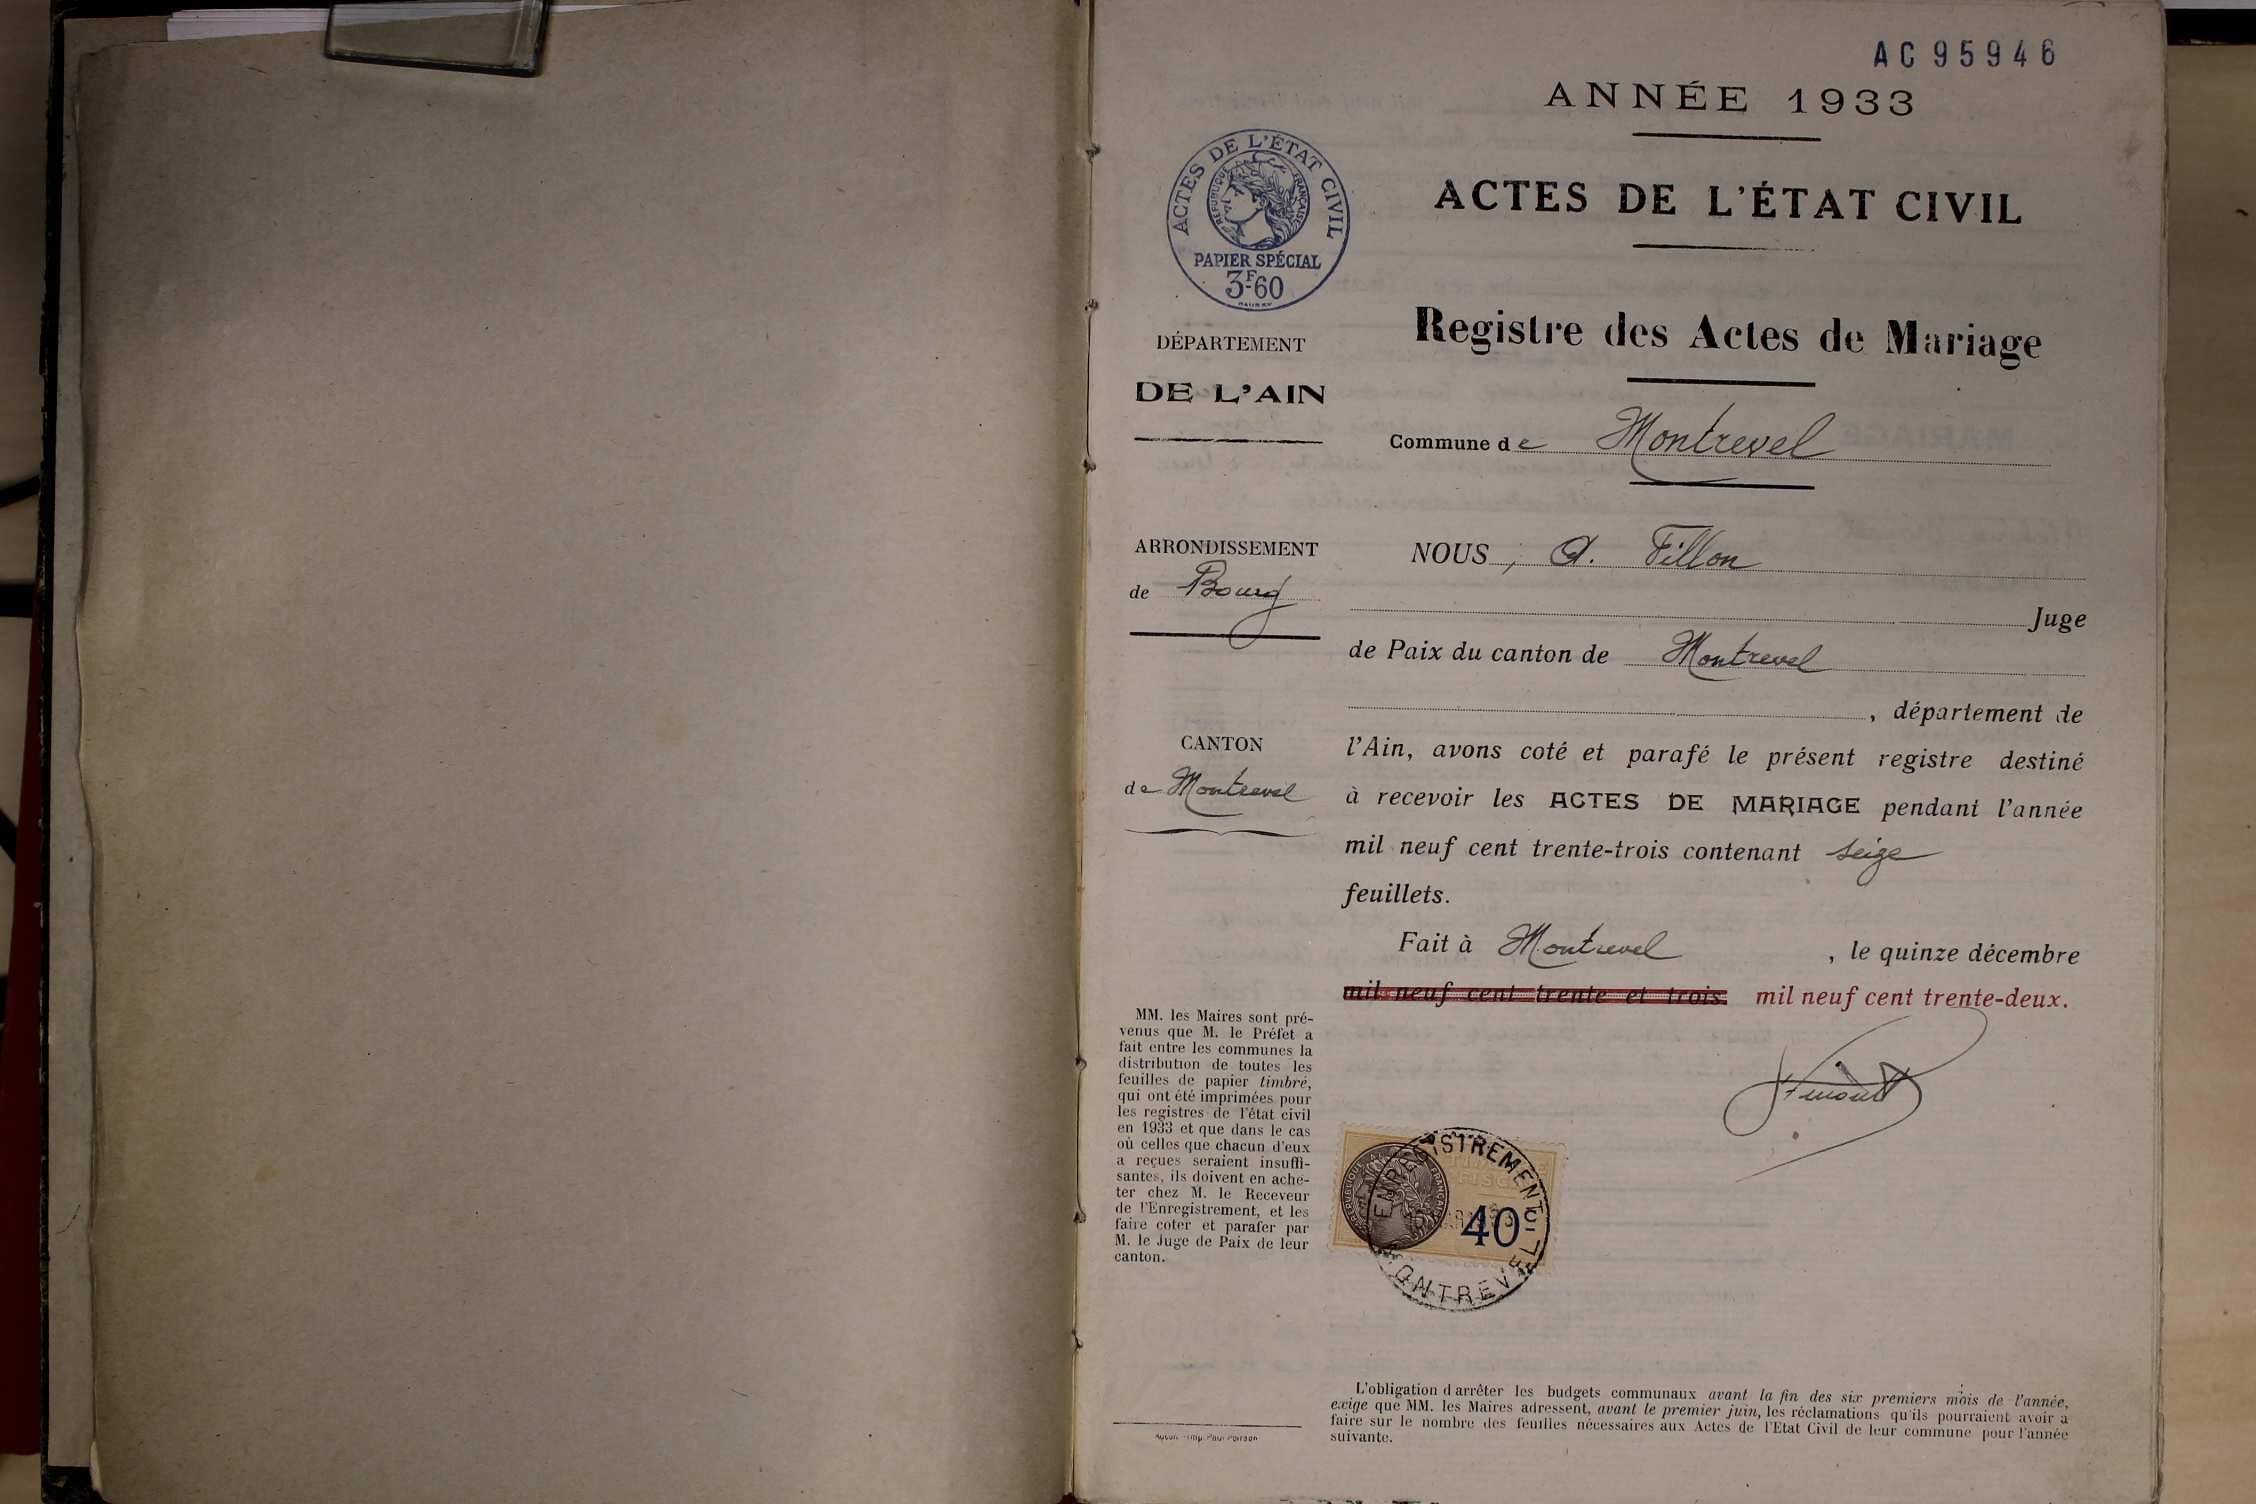 AC 95946
ANNÉE 1933
ACTES DE L'ÉTAT CIVIL
RÉPUBLIQUE FRANÇAISE
PAPIER SPÉCIAL
3F.60
ACTES DE L'ÉTAT CIVIL
Registre des Actes de Mariage
Commune de Montrevel
DÉPARTEMENT
DE L'AIN
ARRONDISSEMENT
de Bourg
CANTON
de Montrevel
NOUS, A. Fillon
Juge
de Paix du canton de Montrevel
, département de
l'Ain, avons coté et parafé le présent registre destiné
à recevoir les ACTES DE MARIAGE pendant l'année
mil neuf cent trente-trois contenant seize
feuillets.
Fait à Montrevel, le quinze décembre
mil neuf cent trente et trois. mil neuf cent trente-deux.
MM. les Maires sont pré-
venus que M. le Préfet a
fait entre les communes la
distribution de toutes les
feuilles de papier timbré,
qui ont été imprimées pour
les registres de l'état civil
en 1933 et que dans le cas
où celles que chacun d'eux
a reçues seraient insuffi-
santes, ils doivent en ache-
ter chez M. le Receveur
de l'Enregistrement, et les
faire coter et parafer par
M. le Juge de Paix de leur
canton.
ENREGISTREMENT
40
MONTREVEL
L'obligation d arrêter les budgets communaux avant la fin des six premiers mois de l'année,
exige que MM. les Maires adressent, avant le premier juin, les réclamations qu'ils pourraient avoir à
faire sur le nombre des feuilles nécessaires aux Actes de l'Etat Civil de leur commune pour l'année
suivante.